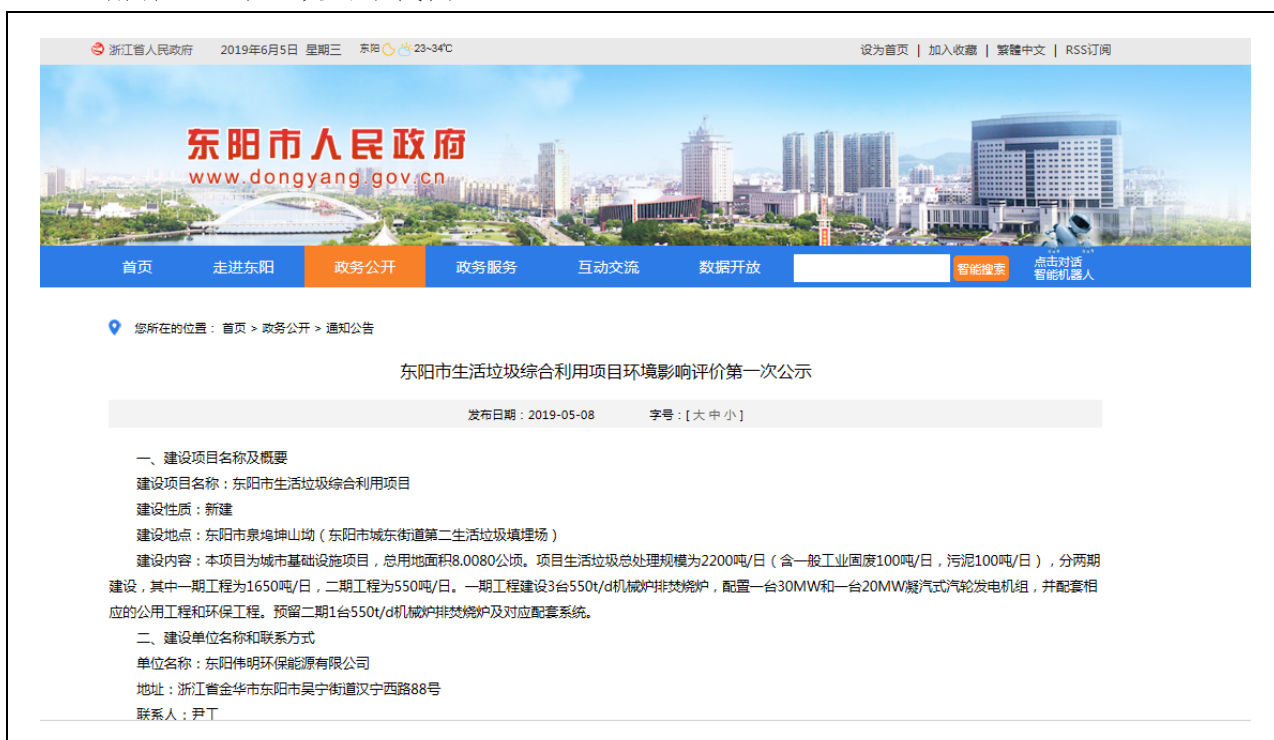 浙江省人民政府 2019年6月5日 星期三 东阳 23~34℃ 设为首页 | 加入收藏 | 繁體中文 | RSS订阅
东阳市人民政府
www.dongyang.gov.cn
首页 走进东阳 政务公开 政务服务 互动交流 数据开放 智能搜索 点击对话
智能机器人
您所在的位置： 首页 > 政务公开 > 通知公告
东阳市生活垃圾综合利用项目环境影响评价第一次公示
发布日期：2019-05-08 字号：[ 大 中 小 ]
一、建设项目名称及概要
建设项目名称：东阳市生活垃圾综合利用项目
建设性质：新建
建设地点：东阳市泉坞坤山坳（东阳市城东街道第二生活垃圾填埋场）
建设内容：本项目为城市基础设施项目，总用地面积8.0080公顷。项目生活垃圾总处理规模为2200吨/日（含一般工业固废100吨/日，污泥100吨/日），分两期
建设，其中一期工程为1650吨/日，二期工程为550吨/日。一期工程建设3台550t/d机械炉排焚烧炉，配置一台30MW和一台20MW凝汽式汽轮发电机组，并配套相
应的公用工程和环保工程。预留二期1台550t/d机械炉排焚烧炉及对应配套系统。
二、建设单位名称和联系方式
单位名称：东阳伟明环保能源有限公司
地址：浙江省金华市东阳市吴宁街道汉宁西路88号
联系人：尹工